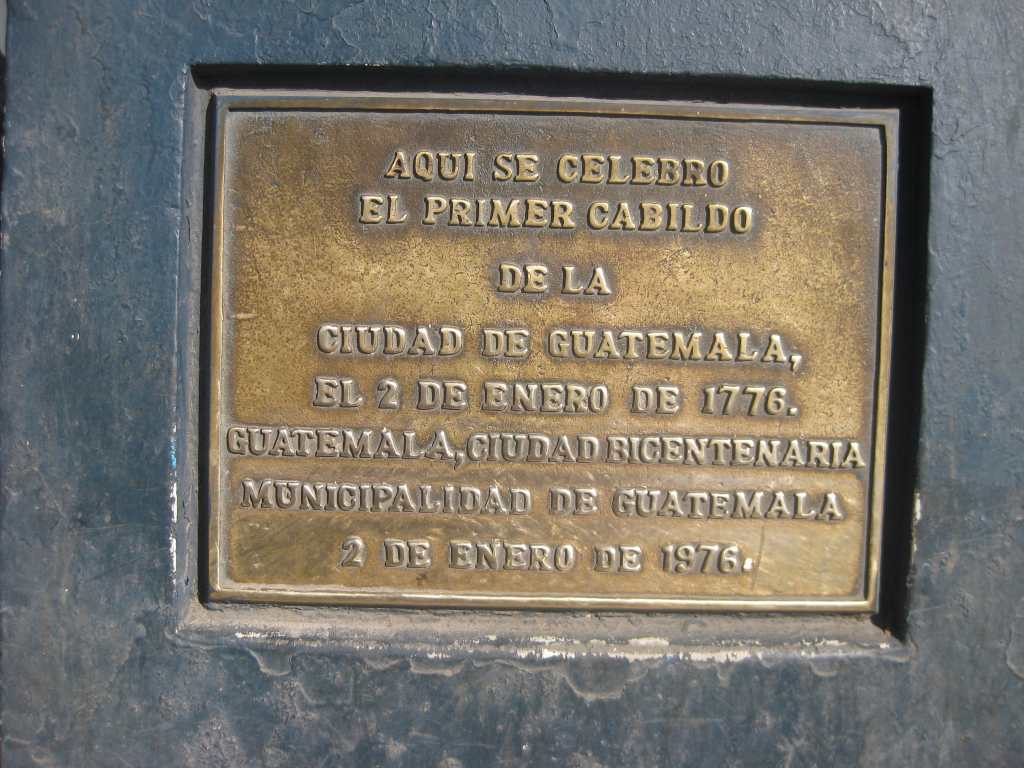 AQUI SE CELEBRO
EL PRIMER CABILDO
DE LA
CIUDAD DE GUATEMALA,
EL 2 DE ENERO DE 1776.
GUATEMALA, CIUDAD BICENTENARIA
MUNICIPALIDAD DE GUATEMALA
2 DE ENERO DE 1976.